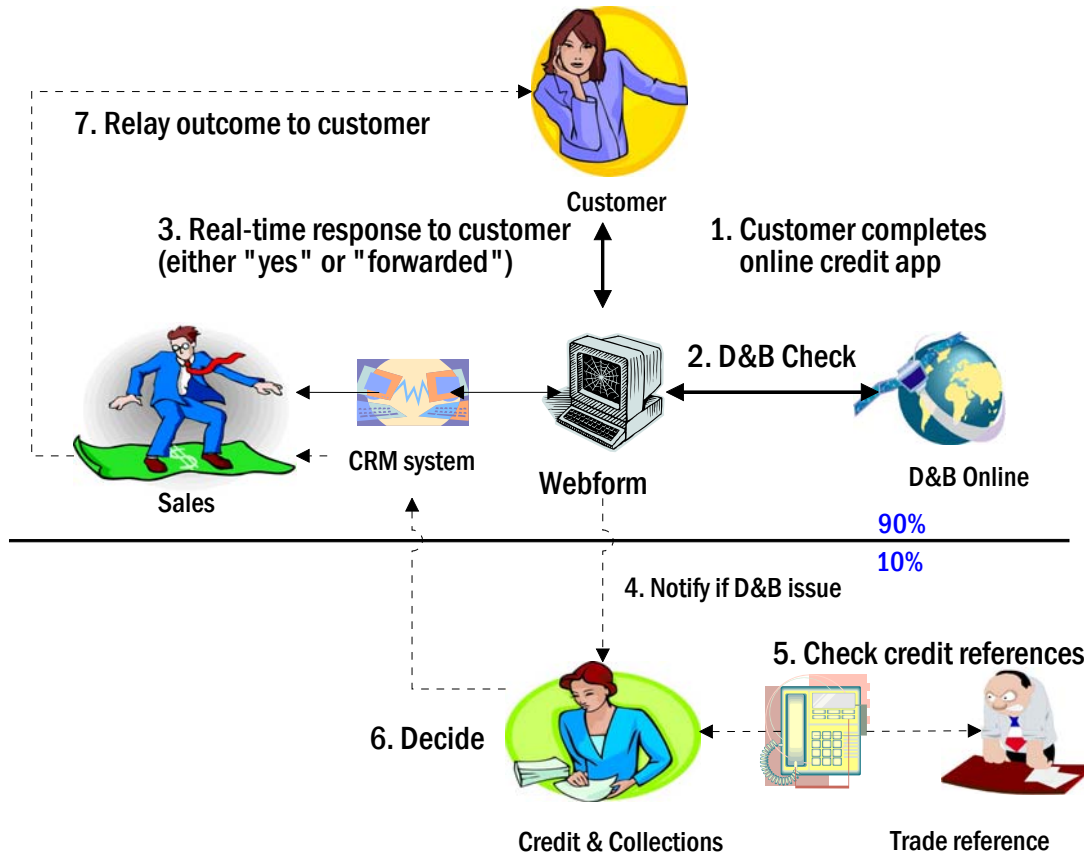 7. Relay outcome to customer
Customer
3. Real-time response to customer
(either "yes" or "forwarded")
1. Customer completes
online credit app
2. D&B Check
CRM system
Webform
D&B Online
Sales
$
90%
10%
4. Notify if D&B issue
5. Check credit references
6. Decide
Credit & Collections
Trade reference